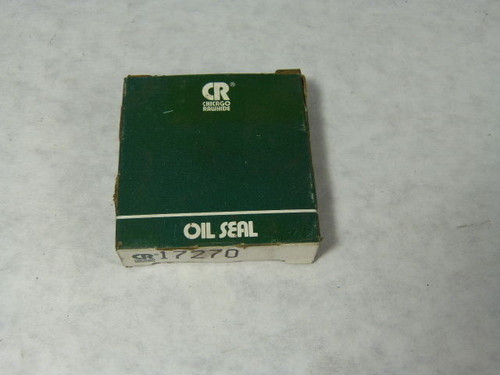 CR®
CHICAGO
RAWHIDE
OIL SEAL
CR 17270